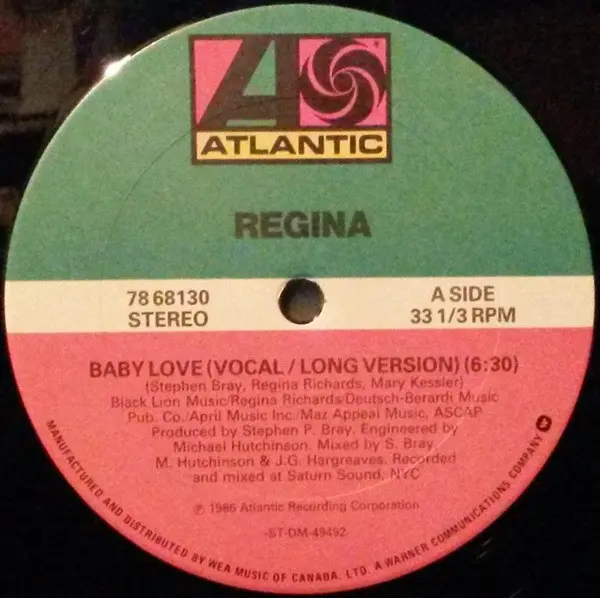 ATLANTIC
REGINA
78 68130
STEREO
A SIDE
33 1/3 RPM
BABY LOVE (VOCAL / LONG VERSION) (6:30)
(Stephen Bray, Regina Richards, Mary Kessler)
Black Lion Music/Regina Richards/Deutsch-Berardi Music
Pub. Co./April Music Inc./Maz Appeal Music, ASCAP
Produced by Stephen P. Bray, Engineered by
Michael Hutchinson. Mixed by S. Bray
M. Hutchinson & J.G. Hargreaves. Recorded
and mixed at Saturn Sound, NYC
℗ 1986 Atlantic Recording Corporation
-ST-DM-49492
MANUFACTURED AND DISTRIBUTED BY WEA MUSIC OF CANADA, LTD. A WARNER COMMUNICATIONS COMPANY